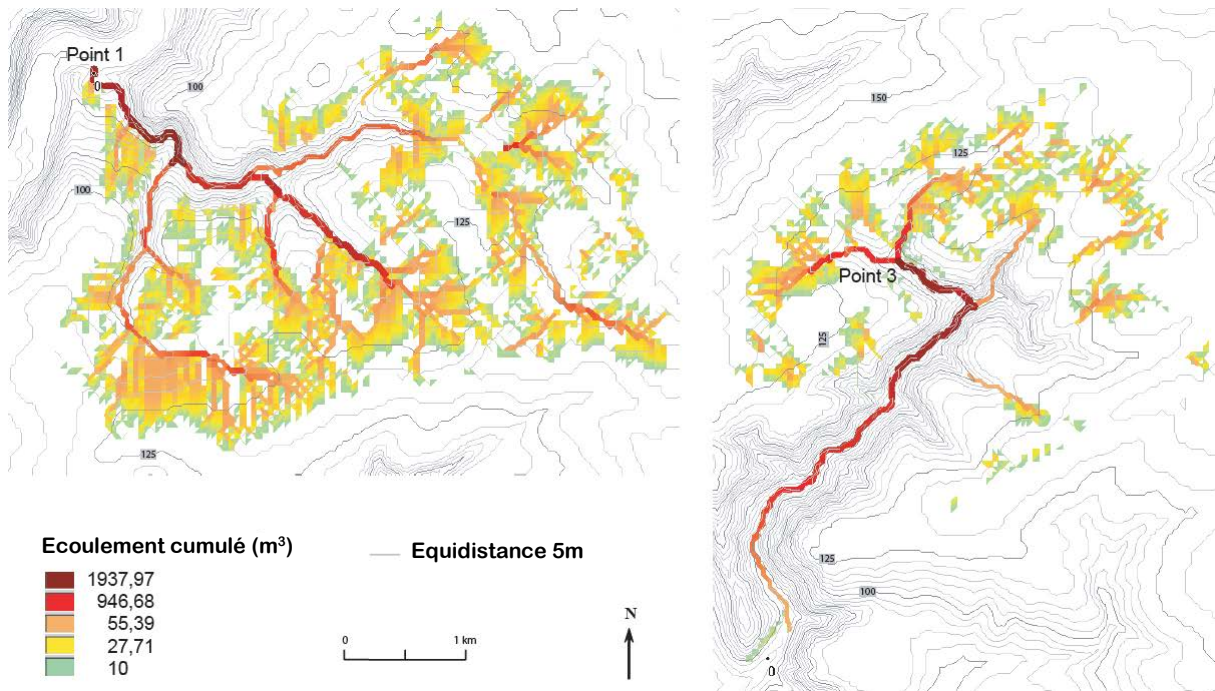 Point 1
0
100
100
125
125
150
125
Point 3
125
125
100
0
Ecoulement cumulé (m³)
1937,97
946,68
55,39
27,71
10
Equidistance 5m
0 1 km
N